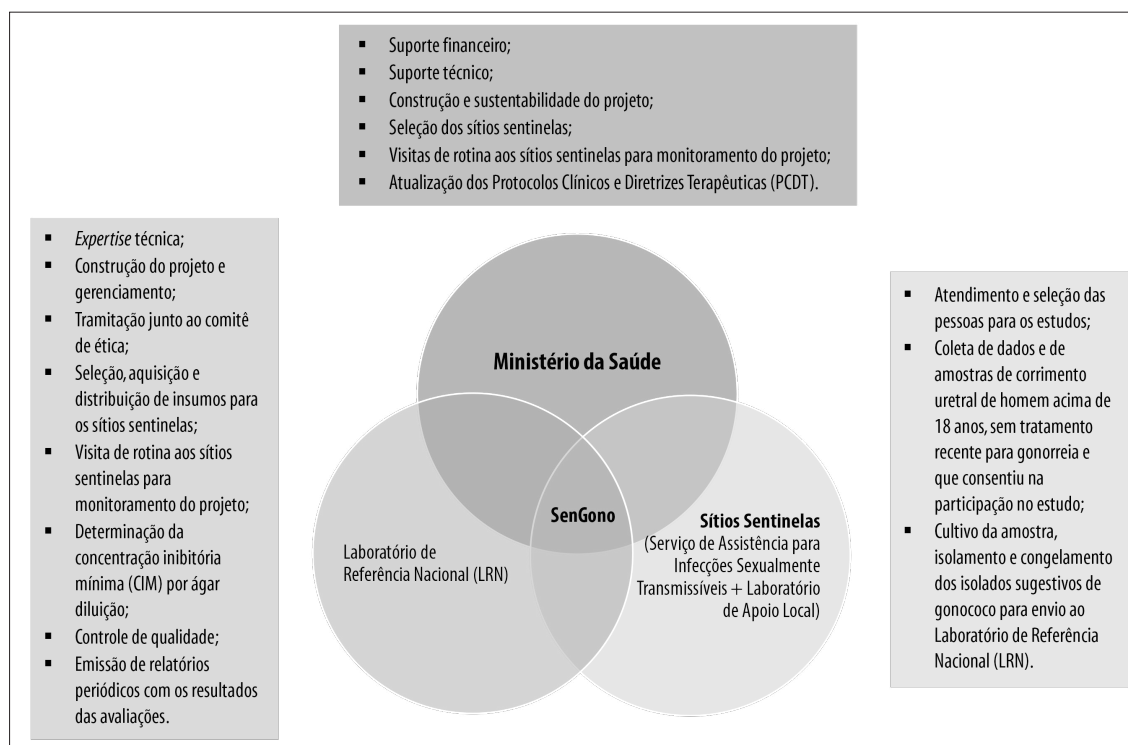 ▪ Suporte financeiro;
▪ Suporte técnico;
▪ Construção e sustentabilidade do projeto;
▪ Seleção dos sítios sentinelas;
▪ Visitas de rotina aos sítios sentinelas para monitoramento do projeto;
▪ Atualização dos Protocolos Clínicos e Diretrizes Terapêuticas (PCDT).
▪ Expertise técnica;
▪ Construção do projeto e
gerenciamento;
▪ Tramitação junto ao comitê
de ética;
▪ Seleção, aquisição e
distribuição de insumos para
os sítios sentinelas;
▪ Visita de rotina aos sítios
sentinelas para
monitoramento do projeto;
▪ Determinação da
concentração inibitória
mínima (CIM) por ágar
diluição;
▪ Controle de qualidade;
▪ Emissão de relatórios
periódicos com os resultados
das avaliações.
Ministério da Saúde
SenGono
Laboratório de
Referência Nacional (LRN)
Sítios Sentinelas
(Serviço de Assistência para
Infecções Sexualmente
Transmissíveis + Laboratório
de Apoio Local)
▪ Atendimento e seleção das
pessoas para os estudos;
▪ Coleta de dados e de
amostras de corrimento
uretral de homem acima de
18 anos, sem tratamento
recente para gonorreia e
que consentiu na
participação no estudo;
▪ Cultivo da amostra,
isolamento e congelamento
dos isolados sugestivos de
gonococo para envio ao
Laboratório de Referência
Nacional (LRN).